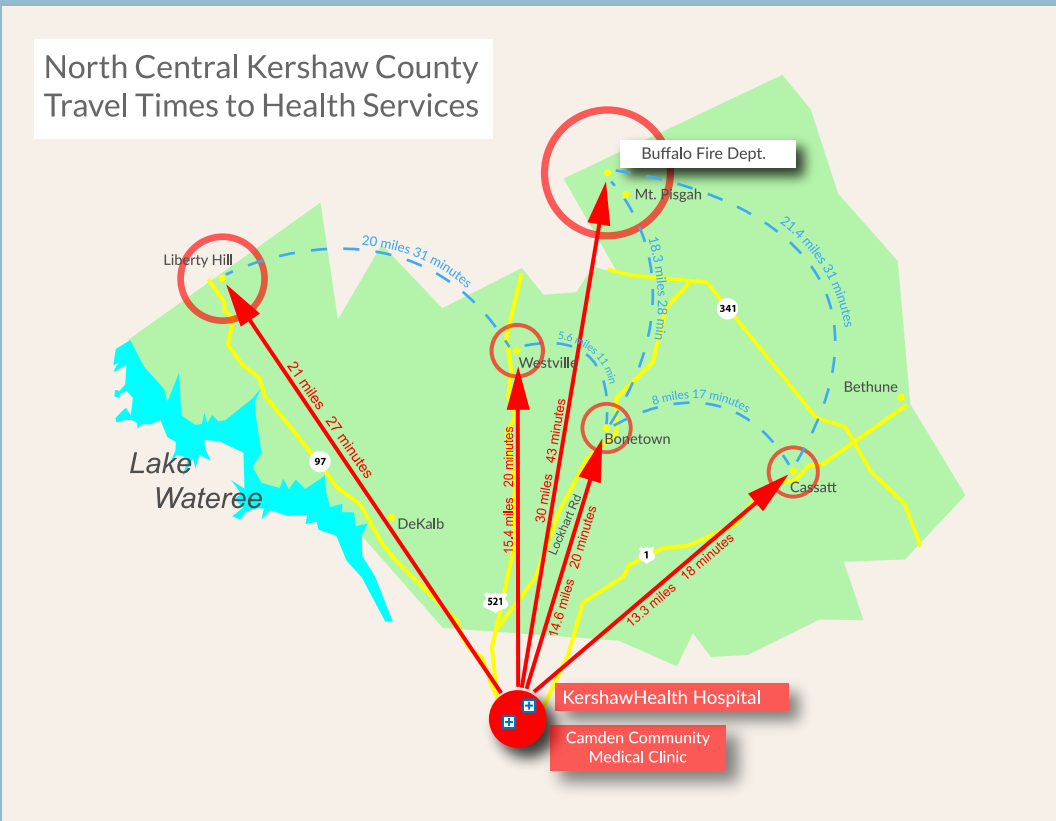 North Central Kershaw County
Travel Times to Health Services
Buffalo Fire Dept.
Mt. Pisgah
Liberty Hill
20 miles 31 minutes
21.4 miles 31 minutes
18.3 miles 28 min
341
5.6 miles 11 min
Westville
Bethune
8 miles 17 minutes
21 miles 27 minutes
Bonetown
97
Lake
Wateree
15.4 miles 20 minutes
30 miles 43 minutes
Cassatt
DeKalb
Lockhart Rd
14.6 miles 20 minutes
1
13.3 miles 18 minutes
521
KershawHealth Hospital
Camden Community
Medical Clinic